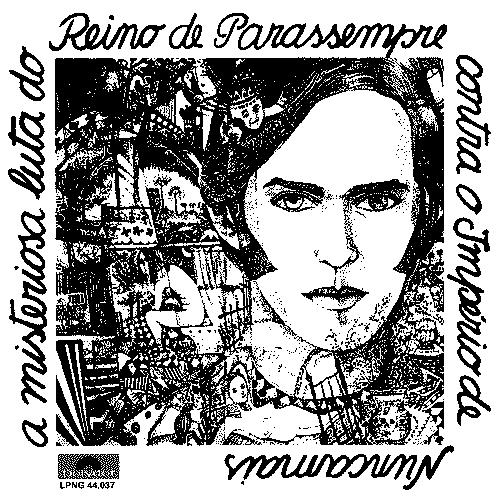 a misteriosa luta do
Reino de Parassempre
contra o Império de
Nuncamais
LPNG 44.037